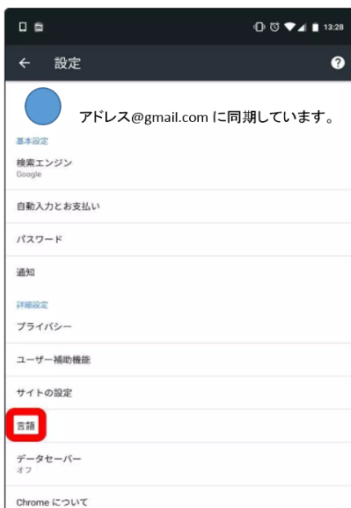 13:28
← 設定 ?
アドレス@gmail.com に同期しています。
基本設定
検索エンジン
Google
自動入力とお支払い
パスワード
通知
詳細設定
プライバシー
ユーザー補助機能
サイトの設定
言語
データセーバー
オフ
Chrome について